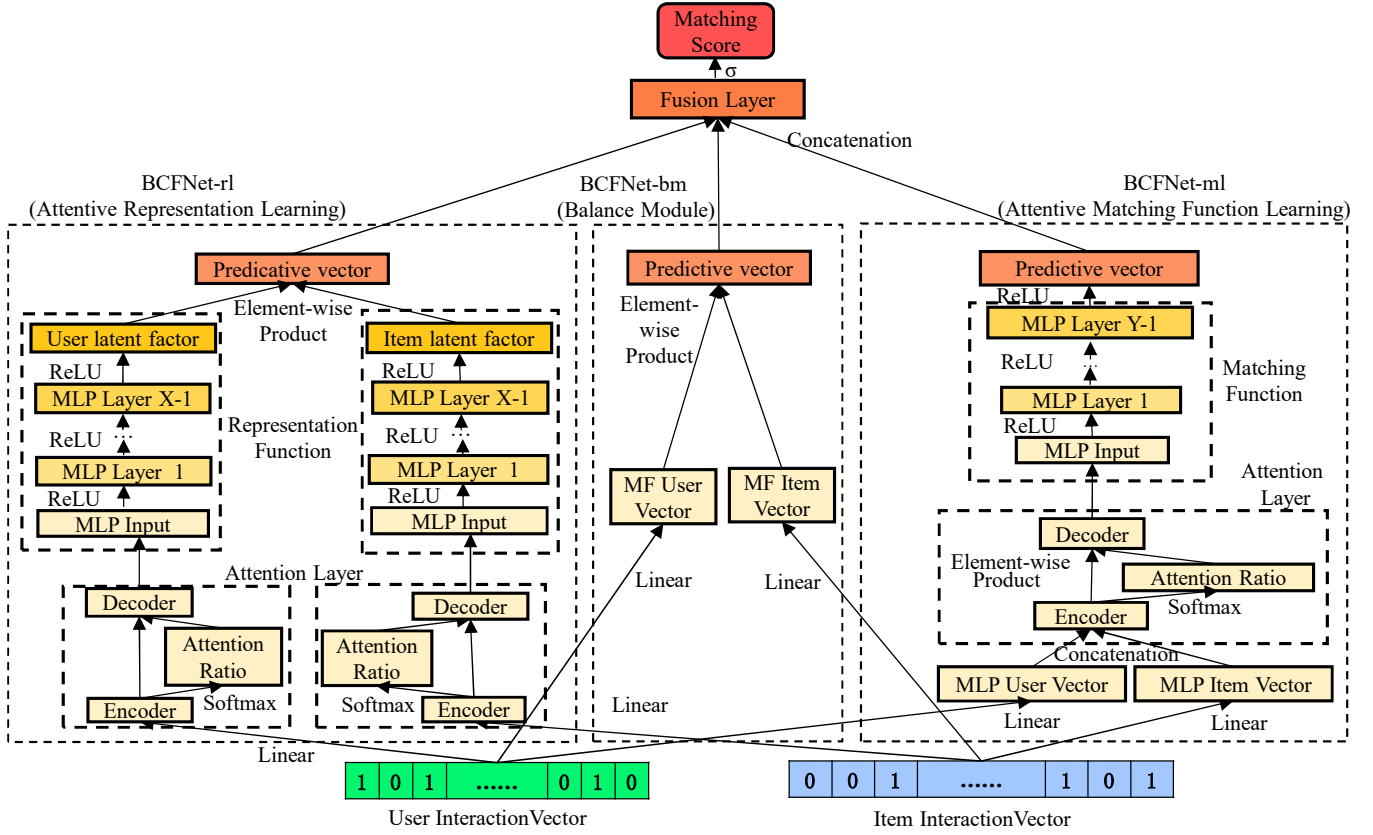 Matching
Score
σ
Fusion Layer
Concatenation
BCFNet-rl
(Attentive Representation Learning)
BCFNet-bm
(Balance Module)
BCFNet-ml
(Attentive Matching Function Learning)
Predicative vector
Element-wise
Product
User latent factor
ReLU
MLP Layer X-1
ReLU
...
MLP Layer 1
ReLU
MLP Input
Item latent factor
ReLU
MLP Layer X-1
ReLU
...
MLP Layer 1
ReLU
MLP Input
Representation
Function
Attention Layer
Decoder
Attention
Ratio
Softmax
Encoder
Decoder
Attention
Ratio
Softmax
Encoder
Linear
Predictive vector
Element-
wise
Product
MF User
Vector
MF Item
Vector
Linear
Linear
Linear
Predictive vector
ReLU
MLP Layer Y-1
ReLU
...
MLP Layer 1
ReLU
MLP Input
Matching
Function
Attention
Layer
Decoder
Element-wise
Product
Attention Ratio
Softmax
Encoder
Concatenation
MLP User Vector
MLP Item Vector
Linear
Linear
1 0 1 ...... 0 1 0
User InteractionVector
0 0 1 ...... 1 0 1
Item InteractionVector